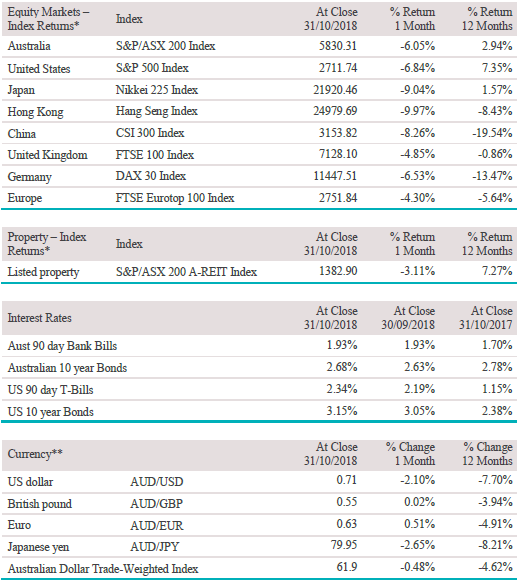 Equity Markets – Index Returns* Index At Close 31/10/2018 % Return 1 Month % Return 12 Months
Australia S&P/ASX 200 Index 5830.31 -6.05% 2.94%
United States S&P 500 Index 2711.74 -6.84% 7.35%
Japan Nikkei 225 Index 21920.46 -9.04% 1.57%
Hong Kong Hang Seng Index 24979.69 -9.97% -8.43%
China CSI 300 Index 3153.82 -8.26% -19.54%
United Kingdom FTSE 100 Index 7128.10 -4.85% -0.86%
Germany DAX 30 Index 11447.51 -6.53% -13.47%
Europe FTSE Eurotop 100 Index 2751.84 -4.30% -5.64%
Property – Index Returns* Index At Close 31/10/2018 % Return 1 Month % Return 12 Months
Listed property S&P/ASX 200 A-REIT Index 1382.90 -3.11% 7.27%
Interest Rates At Close 31/10/2018 At Close 30/09/2018 At Close 31/10/2017
Aust 90 day Bank Bills 1.93% 1.93% 1.70%
Australian 10 year Bonds 2.68% 2.63% 2.78%
US 90 day T-Bills 2.34% 2.19% 1.15%
US 10 year Bonds 3.15% 3.05% 2.38%
Currency** At Close 31/10/2018 % Change 1 Month % Change 12 Months
US dollar AUD/USD 0.71 -2.10% -7.70%
British pound AUD/GBP 0.55 0.02% -3.94%
Euro AUD/EUR 0.63 0.51% -4.91%
Japanese yen AUD/JPY 79.95 -2.65% -8.21%
Australian Dollar Trade-Weighted Index 61.9 -0.48% -4.62%